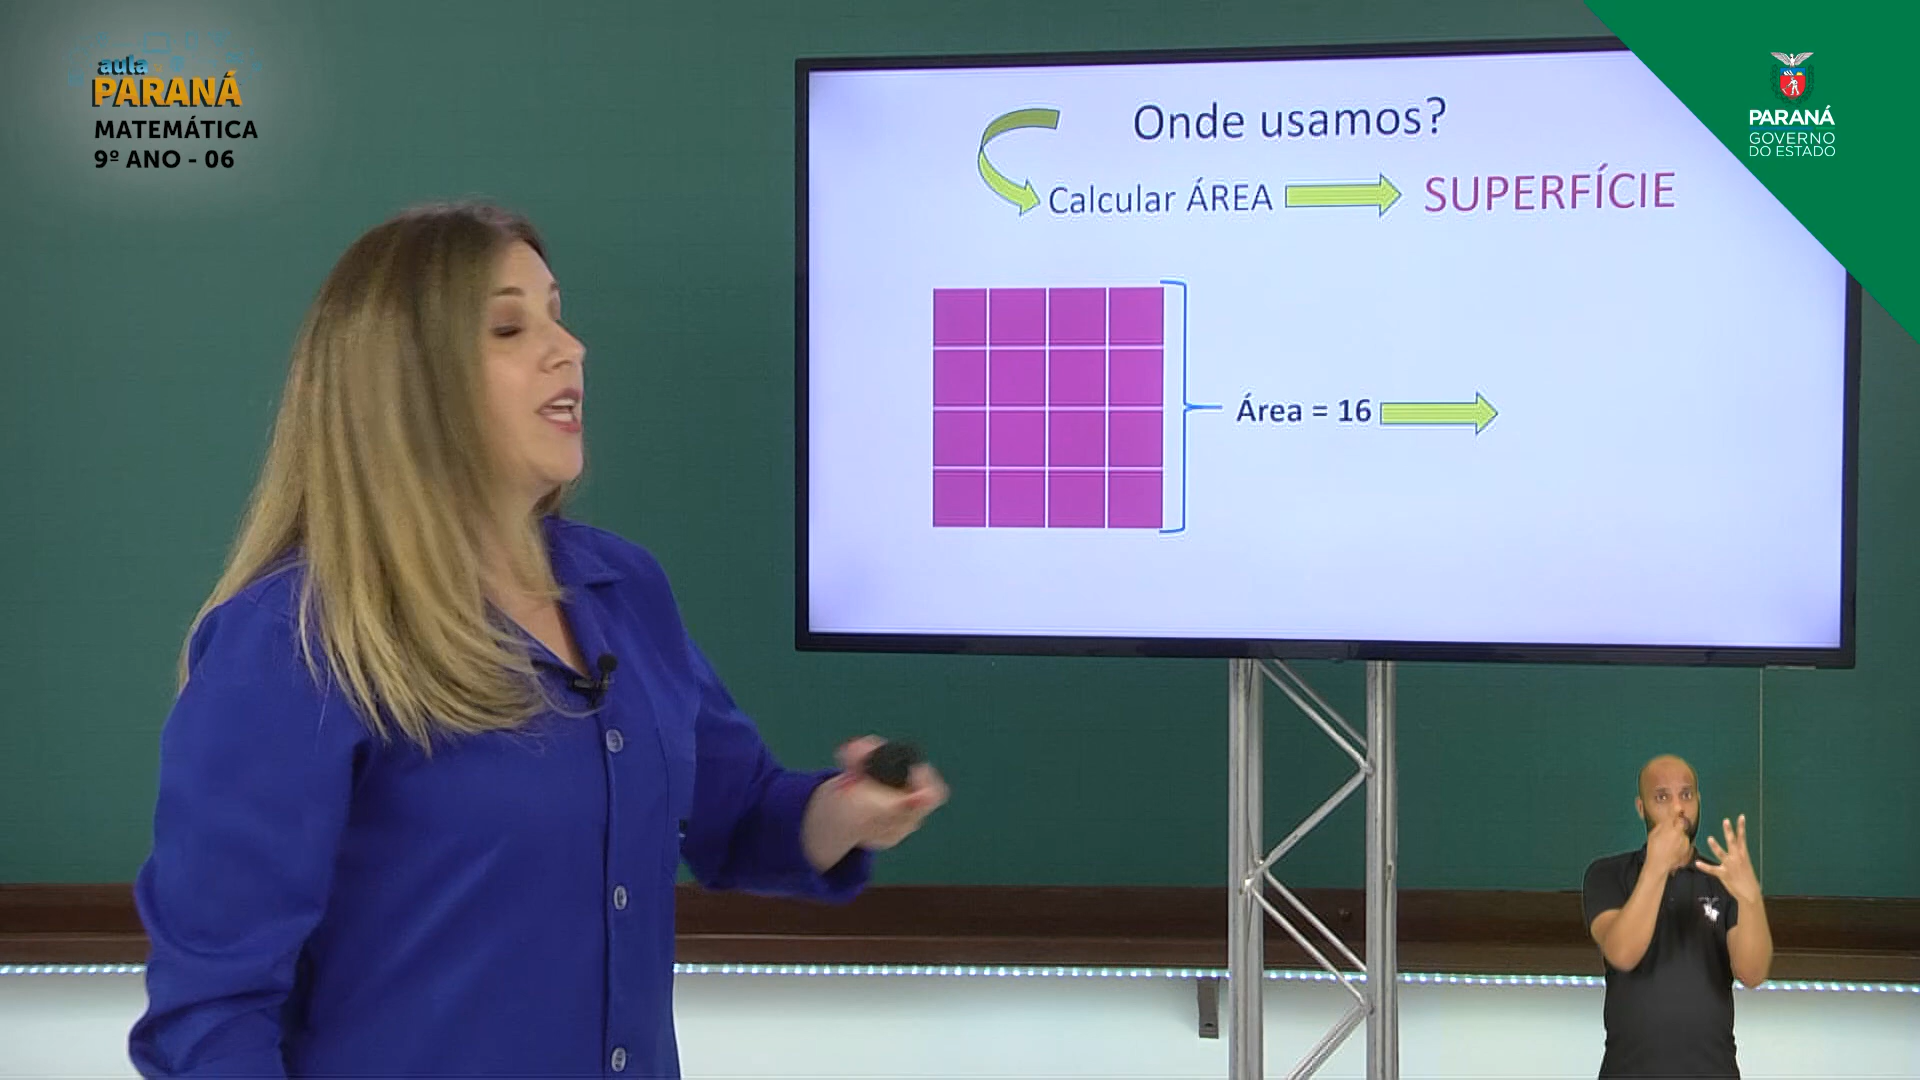 aula
PARANÁ
MATEMÁTICA
9º ANO - 06
Onde usamos?
Calcular ÁREA
SUPERFÍCIE
Área = 16
PARANÁ
GOVERNO
DO ESTADO